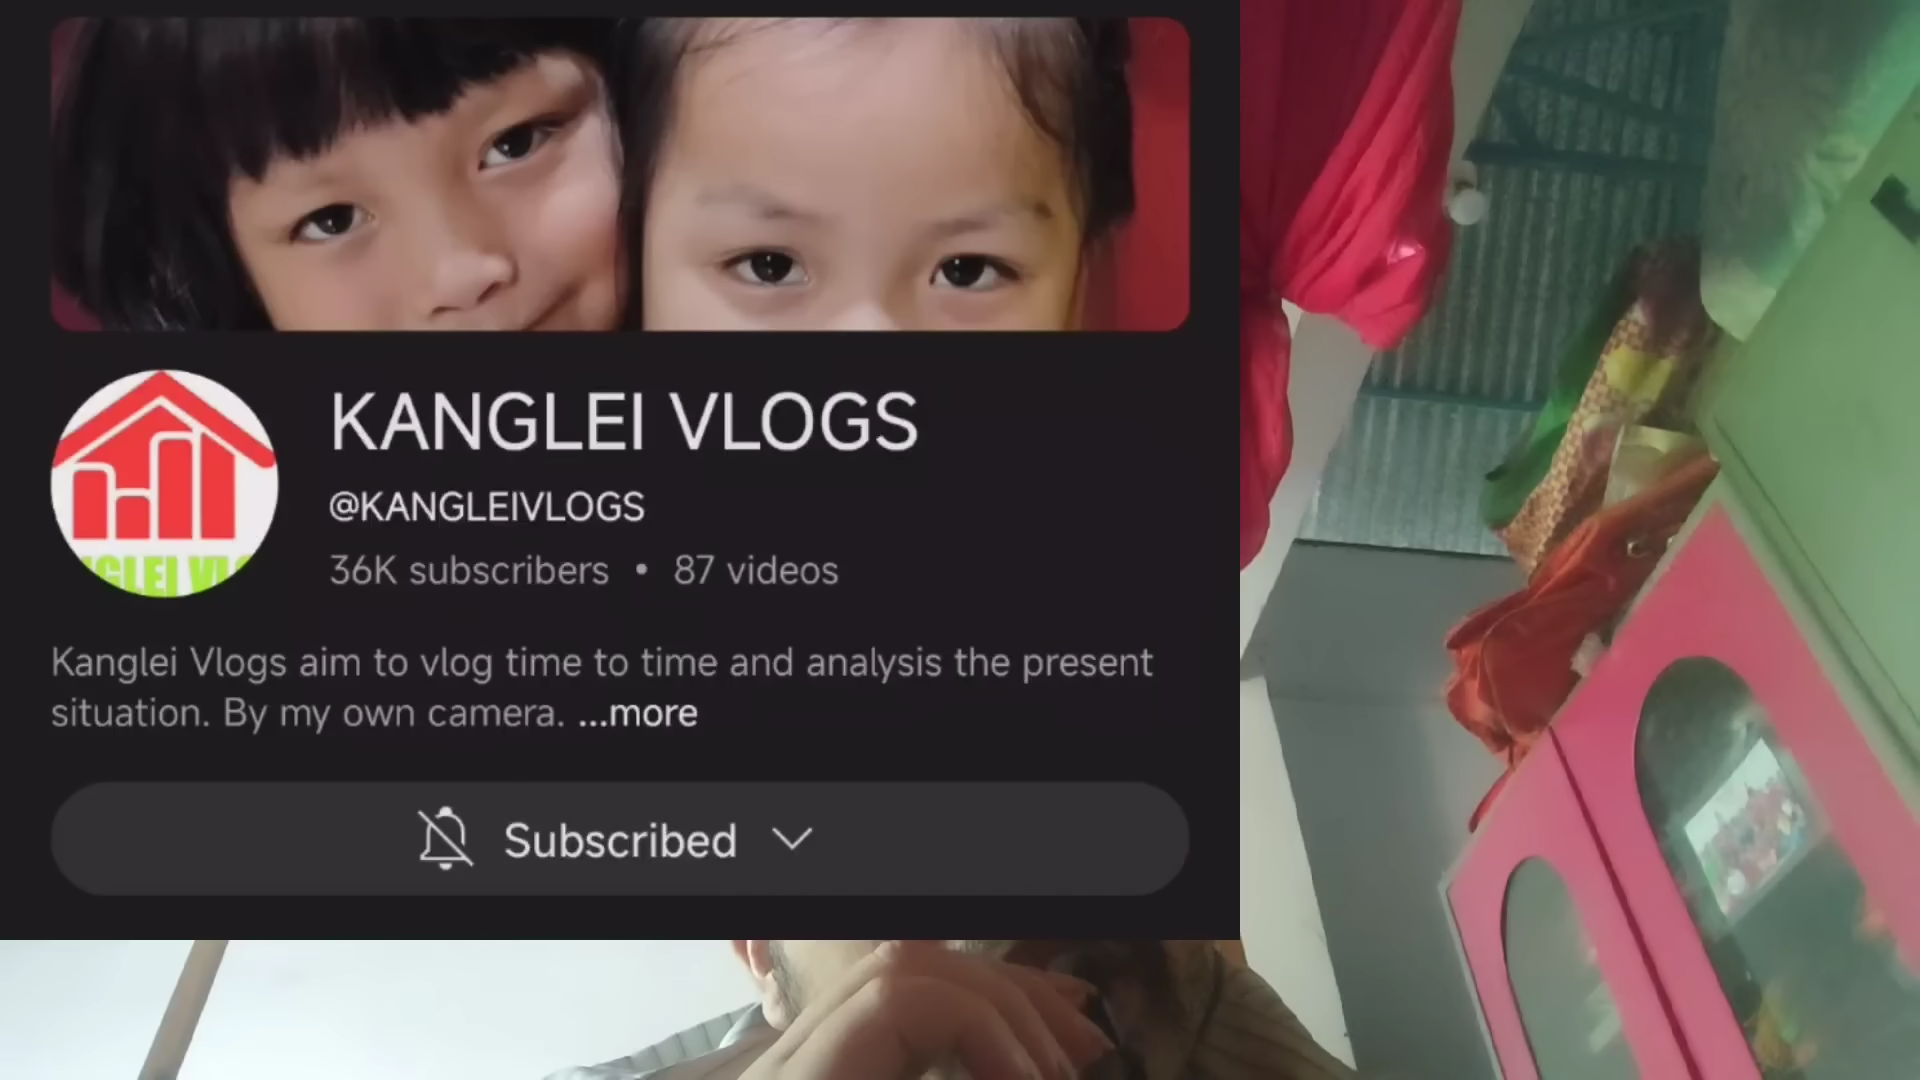 KANGLEI VLOGS
@KANGLEIVLOGS
36K subscribers • 87 videos
Kanglei Vlogs aim to vlog time to time and analysis the present
situation. By my own camera. ...more
Subscribed